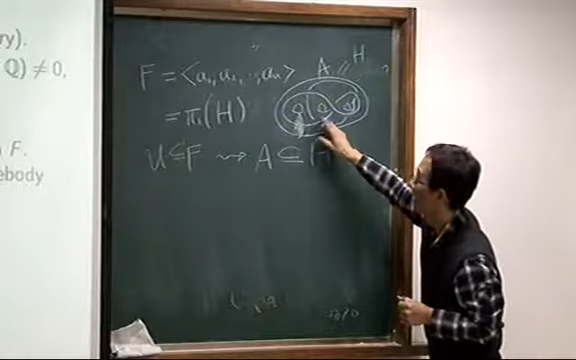 ry).
Q) ≠ 0,
F.
ebody
F = <a₁, a₂, ..., aₙ>
= π₁(H)
A
H
U ⊆ F ⇝ A ⊆ H